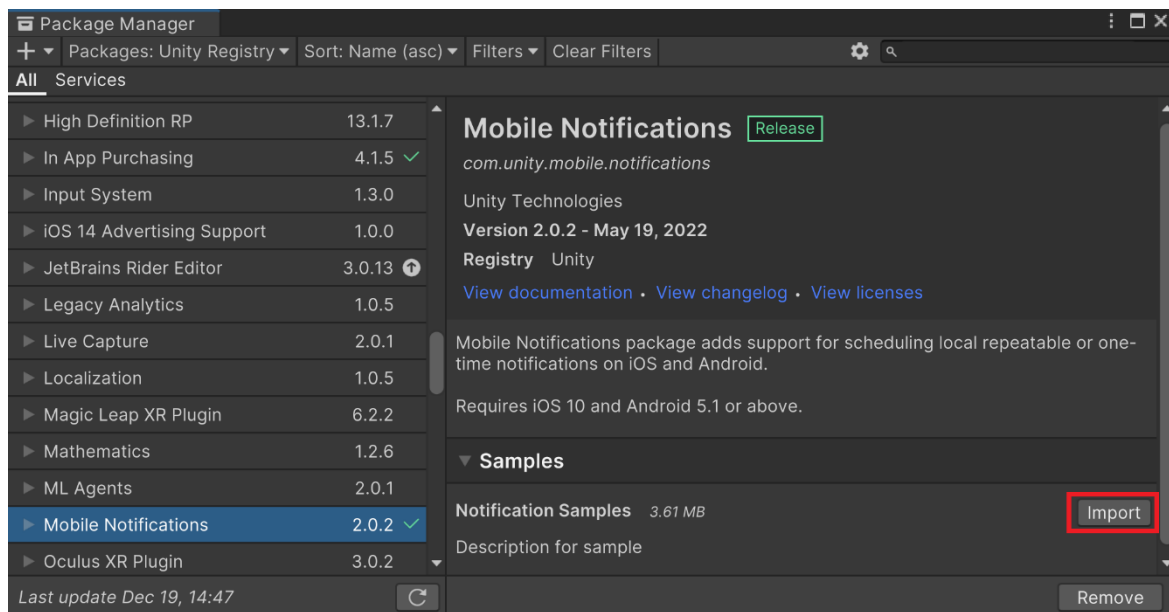 Package Manager
+ Packages: Unity Registry Sort: Name (asc) Filters Clear Filters
All Services
High Definition RP 13.1.7
In App Purchasing 4.1.5
Input System 1.3.0
iOS 14 Advertising Support 1.0.0
JetBrains Rider Editor 3.0.13
Legacy Analytics 1.0.5
Live Capture 2.0.1
Localization 1.0.5
Magic Leap XR Plugin 6.2.2
Mathematics 1.2.6
ML Agents 2.0.1
Mobile Notifications 2.0.2
Oculus XR Plugin 3.0.2
Last update Dec 19, 14:47
Mobile Notifications Release
com.unity.mobile.notifications
Unity Technologies
Version 2.0.2 - May 19, 2022
Registry Unity
View documentation • View changelog • View licenses
Mobile Notifications package adds support for scheduling local repeatable or one-
time notifications on iOS and Android.
Requires iOS 10 and Android 5.1 or above.
Samples
Notification Samples 3.61 MB Import
Description for sample
Remove